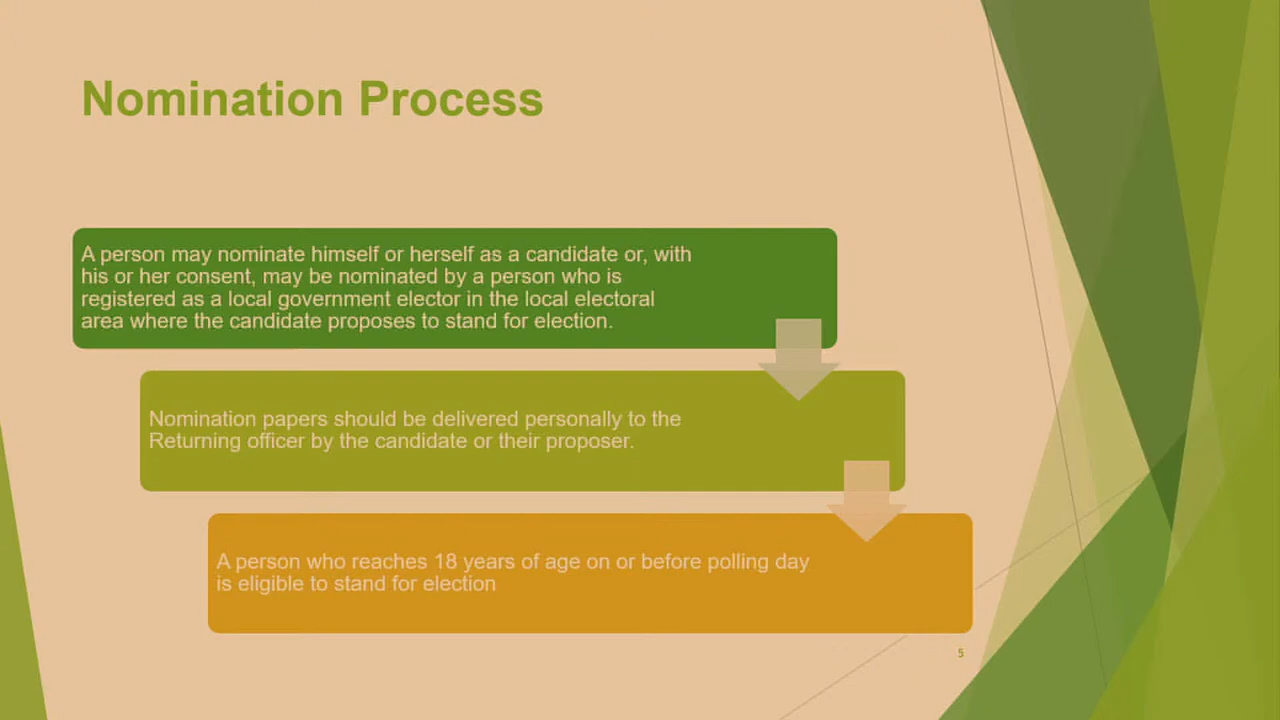 Nomination Process
A person may nominate himself or herself as a candidate or, with
his or her consent, may be nominated by a person who is
registered as a local government elector in the local electoral
area where the candidate proposes to stand for election.
Nomination papers should be delivered personally to the
Returning officer by the candidate or their proposer.
A person who reaches 18 years of age on or before polling day
is eligible to stand for election
5